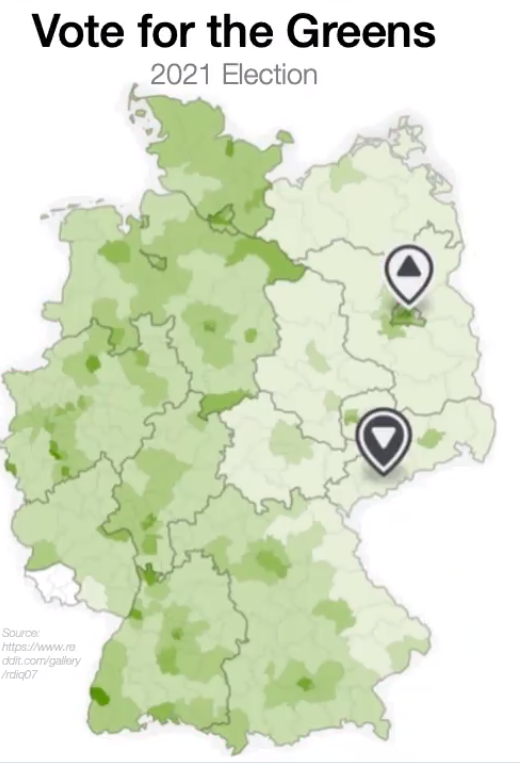 Vote for the Greens
2021 Election
Source:
https://www.re
ddit.com/gallery
/rdiq07